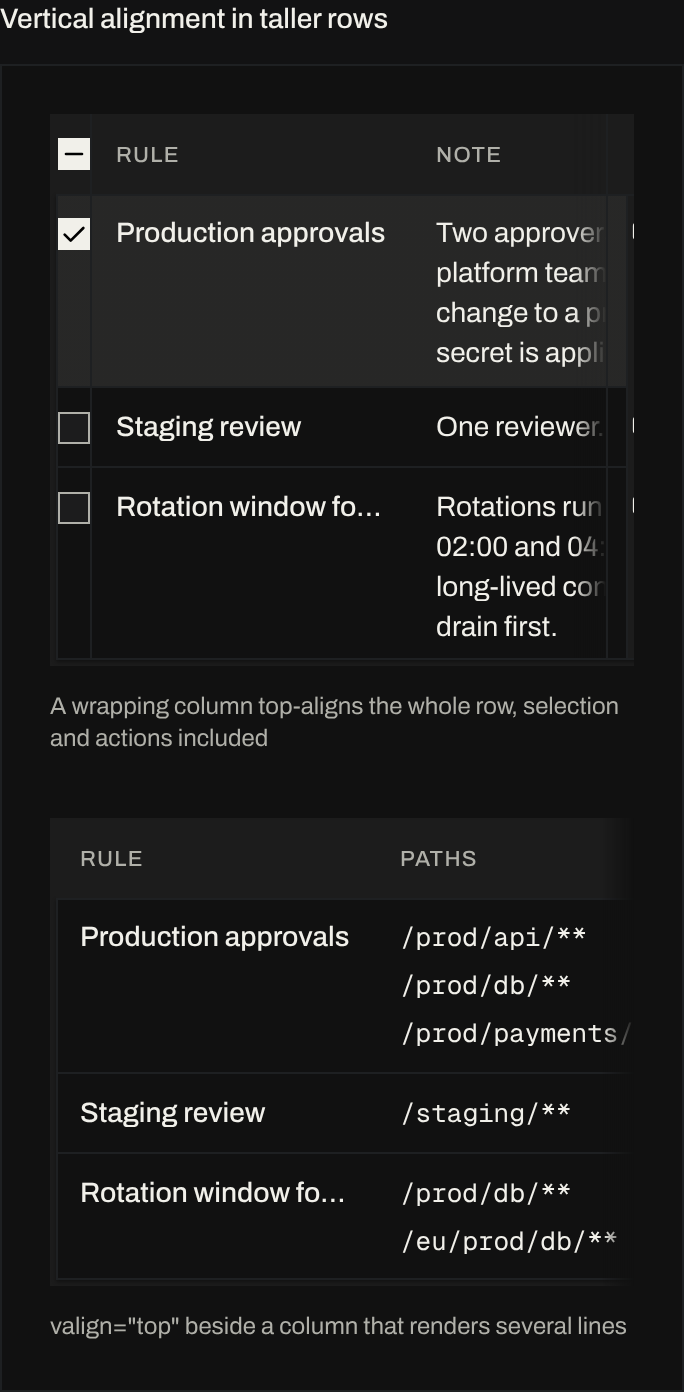 Vertical alignment in taller rows
RULE NOTE
Production approvals Two approver
platform team
change to a pr
secret is appli
Staging review One reviewer.
Rotation window fo... Rotations run
02:00 and 04:
long-lived con
drain first.
A wrapping column top-aligns the whole row, selection
and actions included
RULE PATHS
Production approvals /prod/api/**
/prod/db/**
/prod/payments/
Staging review /staging/**
Rotation window fo... /prod/db/**
/eu/prod/db/**
valign="top" beside a column that renders several lines